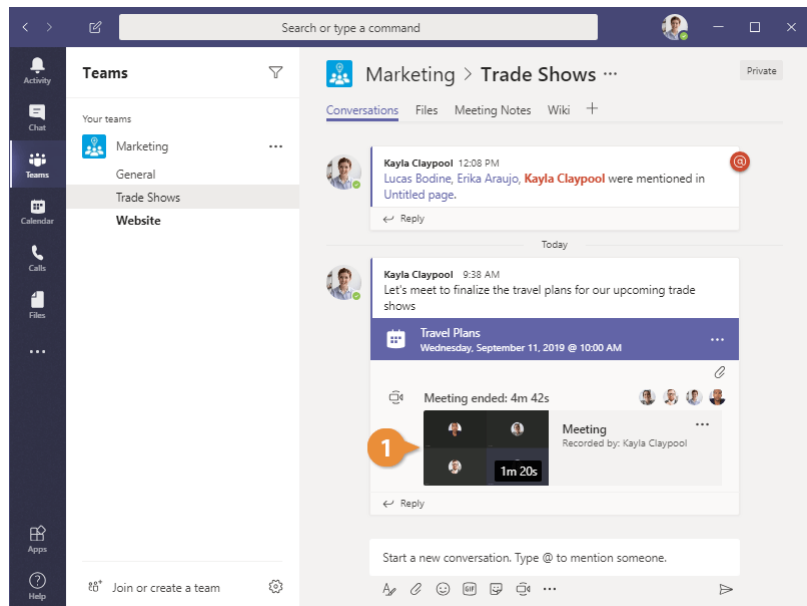 Search or type a command
Activity
Chat
Teams
Calendar
Calls
Files
Apps
Help
Teams
Your teams
Marketing
General
Trade Shows
Website
Join or create a team
Marketing > Trade Shows
Private
Conversations Files Meeting Notes Wiki
Kayla Claypool 12:08 PM
Lucas Bodine, Erika Araujo, Kayla Claypool were mentioned in
Untitled page.
@
Reply
Today
Kayla Claypool 9:38 AM
Let's meet to finalize the travel plans for our upcoming trade
shows
Travel Plans
Wednesday, September 11, 2019 @ 10:00 AM
Meeting ended: 4m 42s
1
1m 20s
Meeting
Recorded by: Kayla Claypool
Reply
Start a new conversation. Type @ to mention someone.
GIF